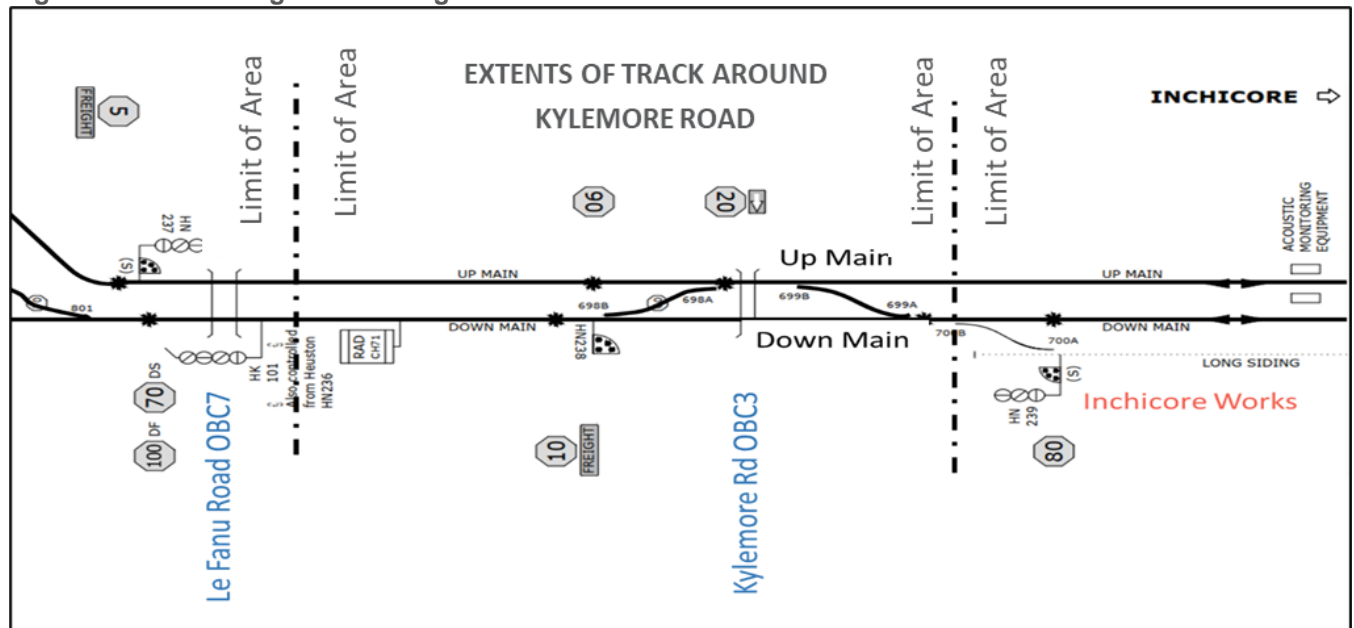 EXTENTS OF TRACK AROUND
KYLEMORE ROAD
Limit of Area
Limit of Area
Limit of Area
Limit of Area
INCHICORE
5
FREIGHT
90
20
NH
237
(S)
ACOUSTIC
MONITORING
EQUIPMENT
UP MAIN
Up Main
UP MAIN
801
698B
698A
699B
699A
DOWN MAIN
Down Main
DOWN MAIN
700A
RAD
CH71
HN238
LONG SIDING
HK
101
Also controlled
from Heuston
HN236
(S)
HN
239
Inchicore Works
70
DS
100
DF
10
FREIGHT
80
Le Fanu Road OBC7
Kylemore Rd OBC3